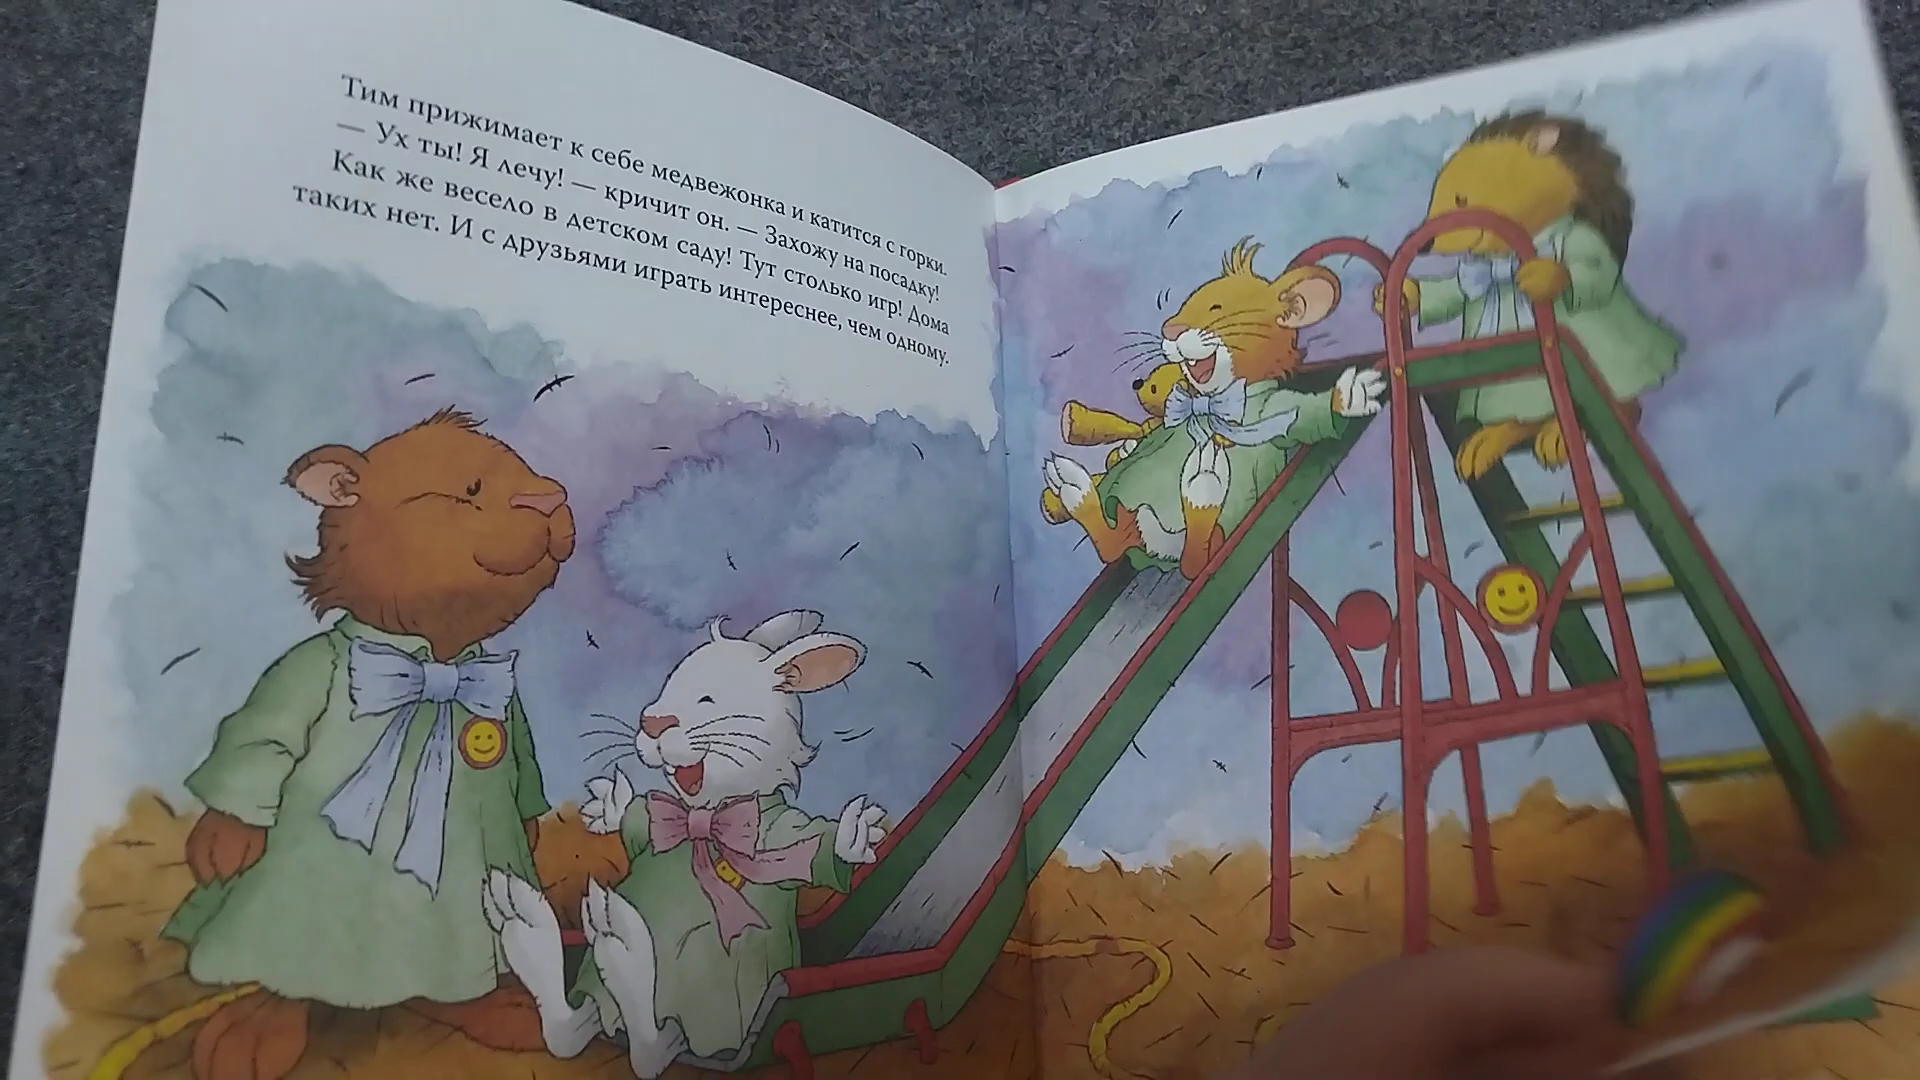 Тим прижимает к себе медвежонка и катится с горки.
— Ух ты! Я лечу! — кричит он. — Захожу на посадку!
Как же весело в детском саду! Тут столько игр! Дома
таких нет. И с друзьями играть интереснее, чем одному.